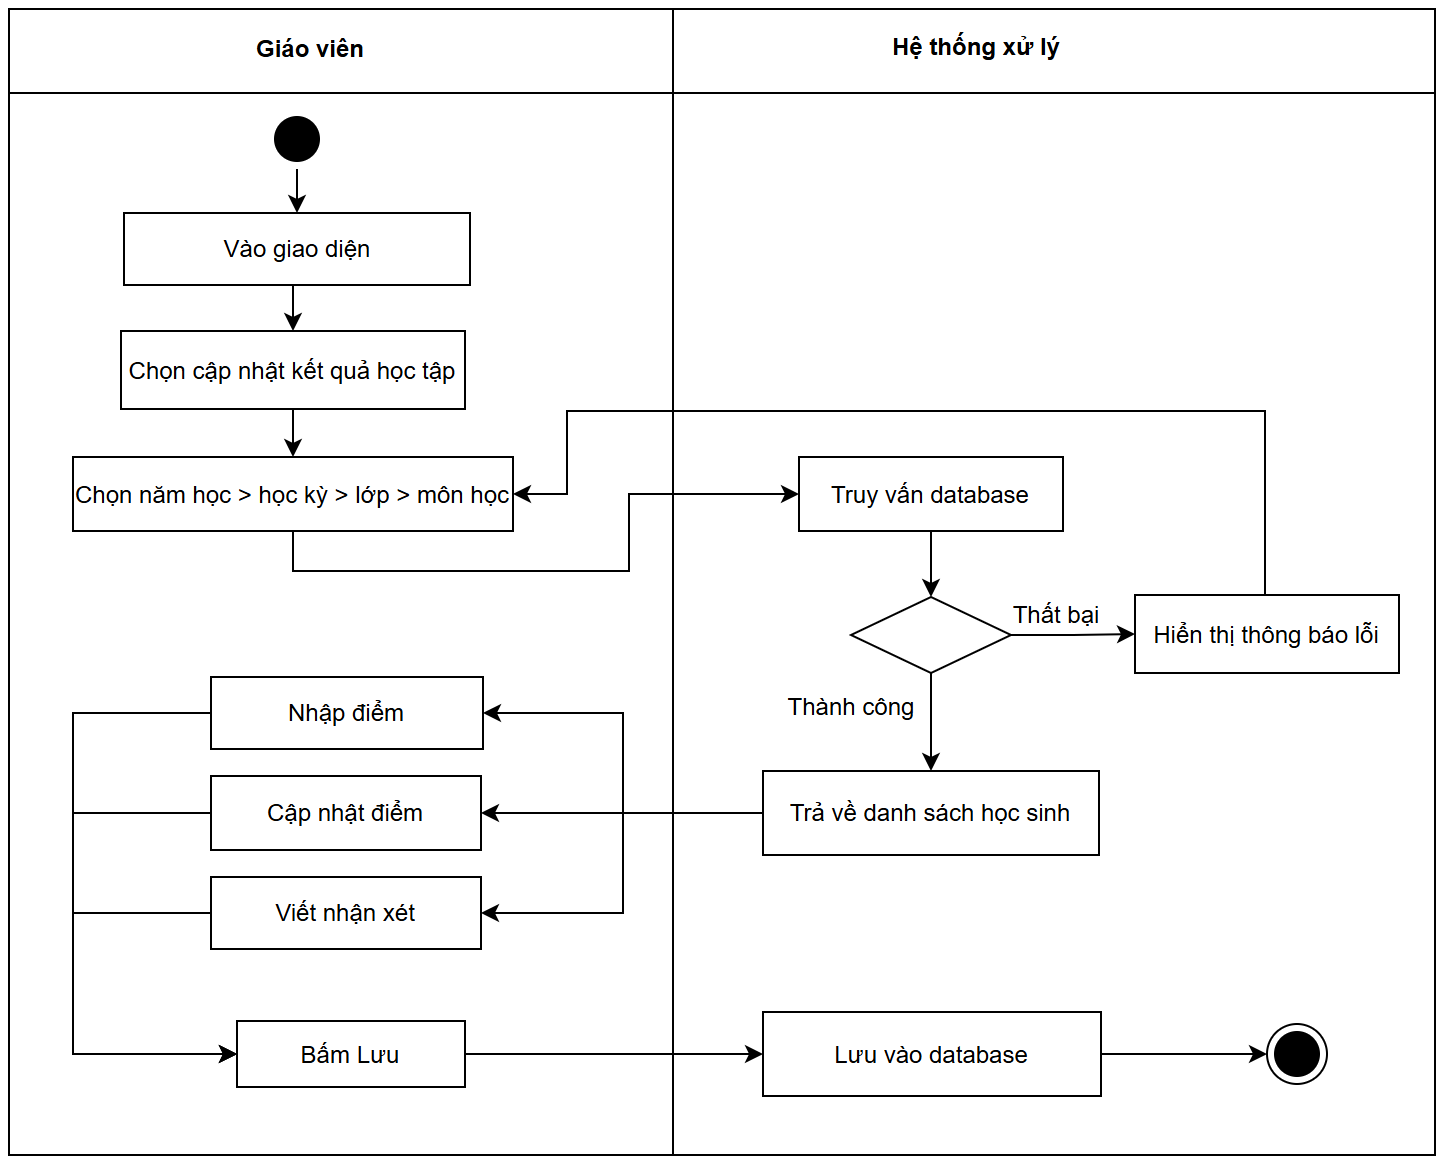 Giáo viên
Hệ thống xử lý
Vào giao diện
Chọn cập nhật kết quả học tập
Chọn năm học > học kỳ > lớp > môn học
Truy vấn database
Thất bại
Hiển thị thông báo lỗi
Thành công
Nhập điểm
Cập nhật điểm
Trả về danh sách học sinh
Viết nhận xét
Bấm Lưu
Lưu vào database